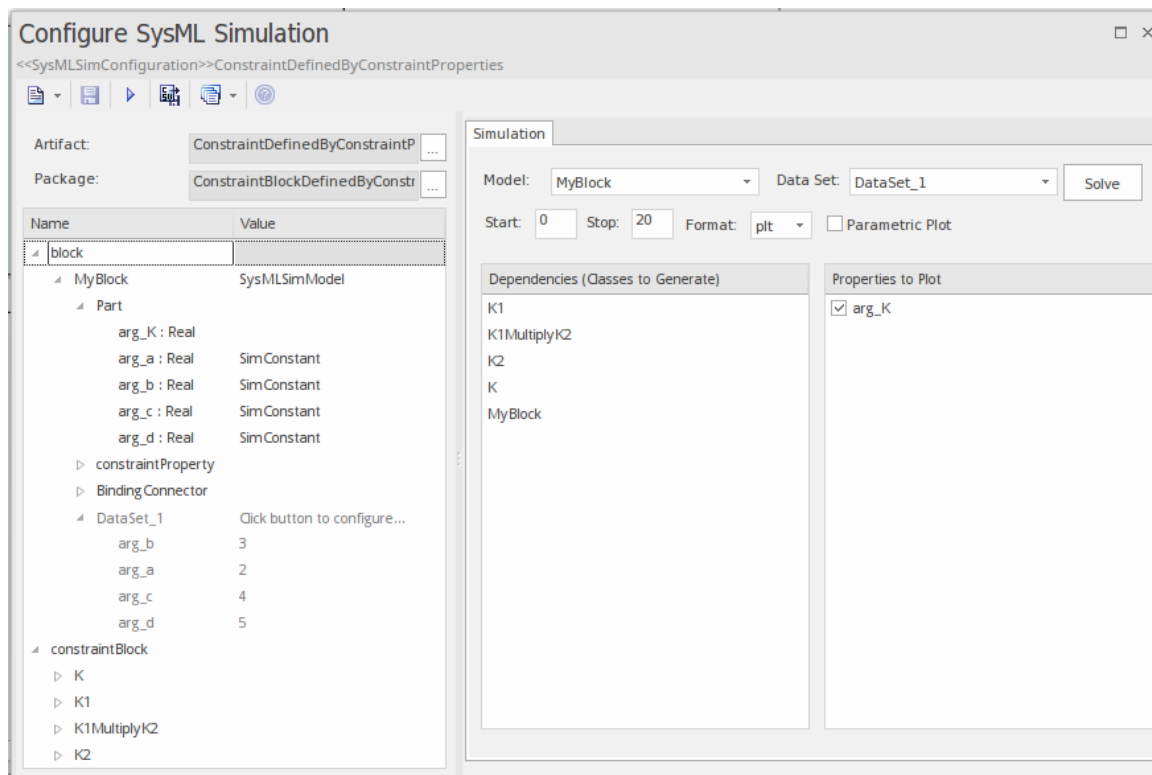 Configure SysML Simulation
<<SysMLSimConfiguration>>ConstraintDefinedByConstraintProperties
Artifact: ConstraintDefinedByConstraintP ...
Package: ConstraintBlockDefinedByConstr ...
Name Value
block
MyBlock SysMLSimModel
Part
arg_K : Real
arg_a : Real SimConstant
arg_b : Real SimConstant
arg_c : Real SimConstant
arg_d : Real SimConstant
constraintProperty
BindingConnector
DataSet_1 Click button to configure...
arg_b 3
arg_a 2
arg_c 4
arg_d 5
constraintBlock
K
K1
K1MultiplyK2
K2
Simulation
Model: MyBlock Data Set: DataSet_1 Solve
Start: 0 Stop: 20 Format: plt Parametric Plot
Dependencies (Classes to Generate)
K1
K1MultiplyK2
K2
K
MyBlock
Properties to Plot
arg_K